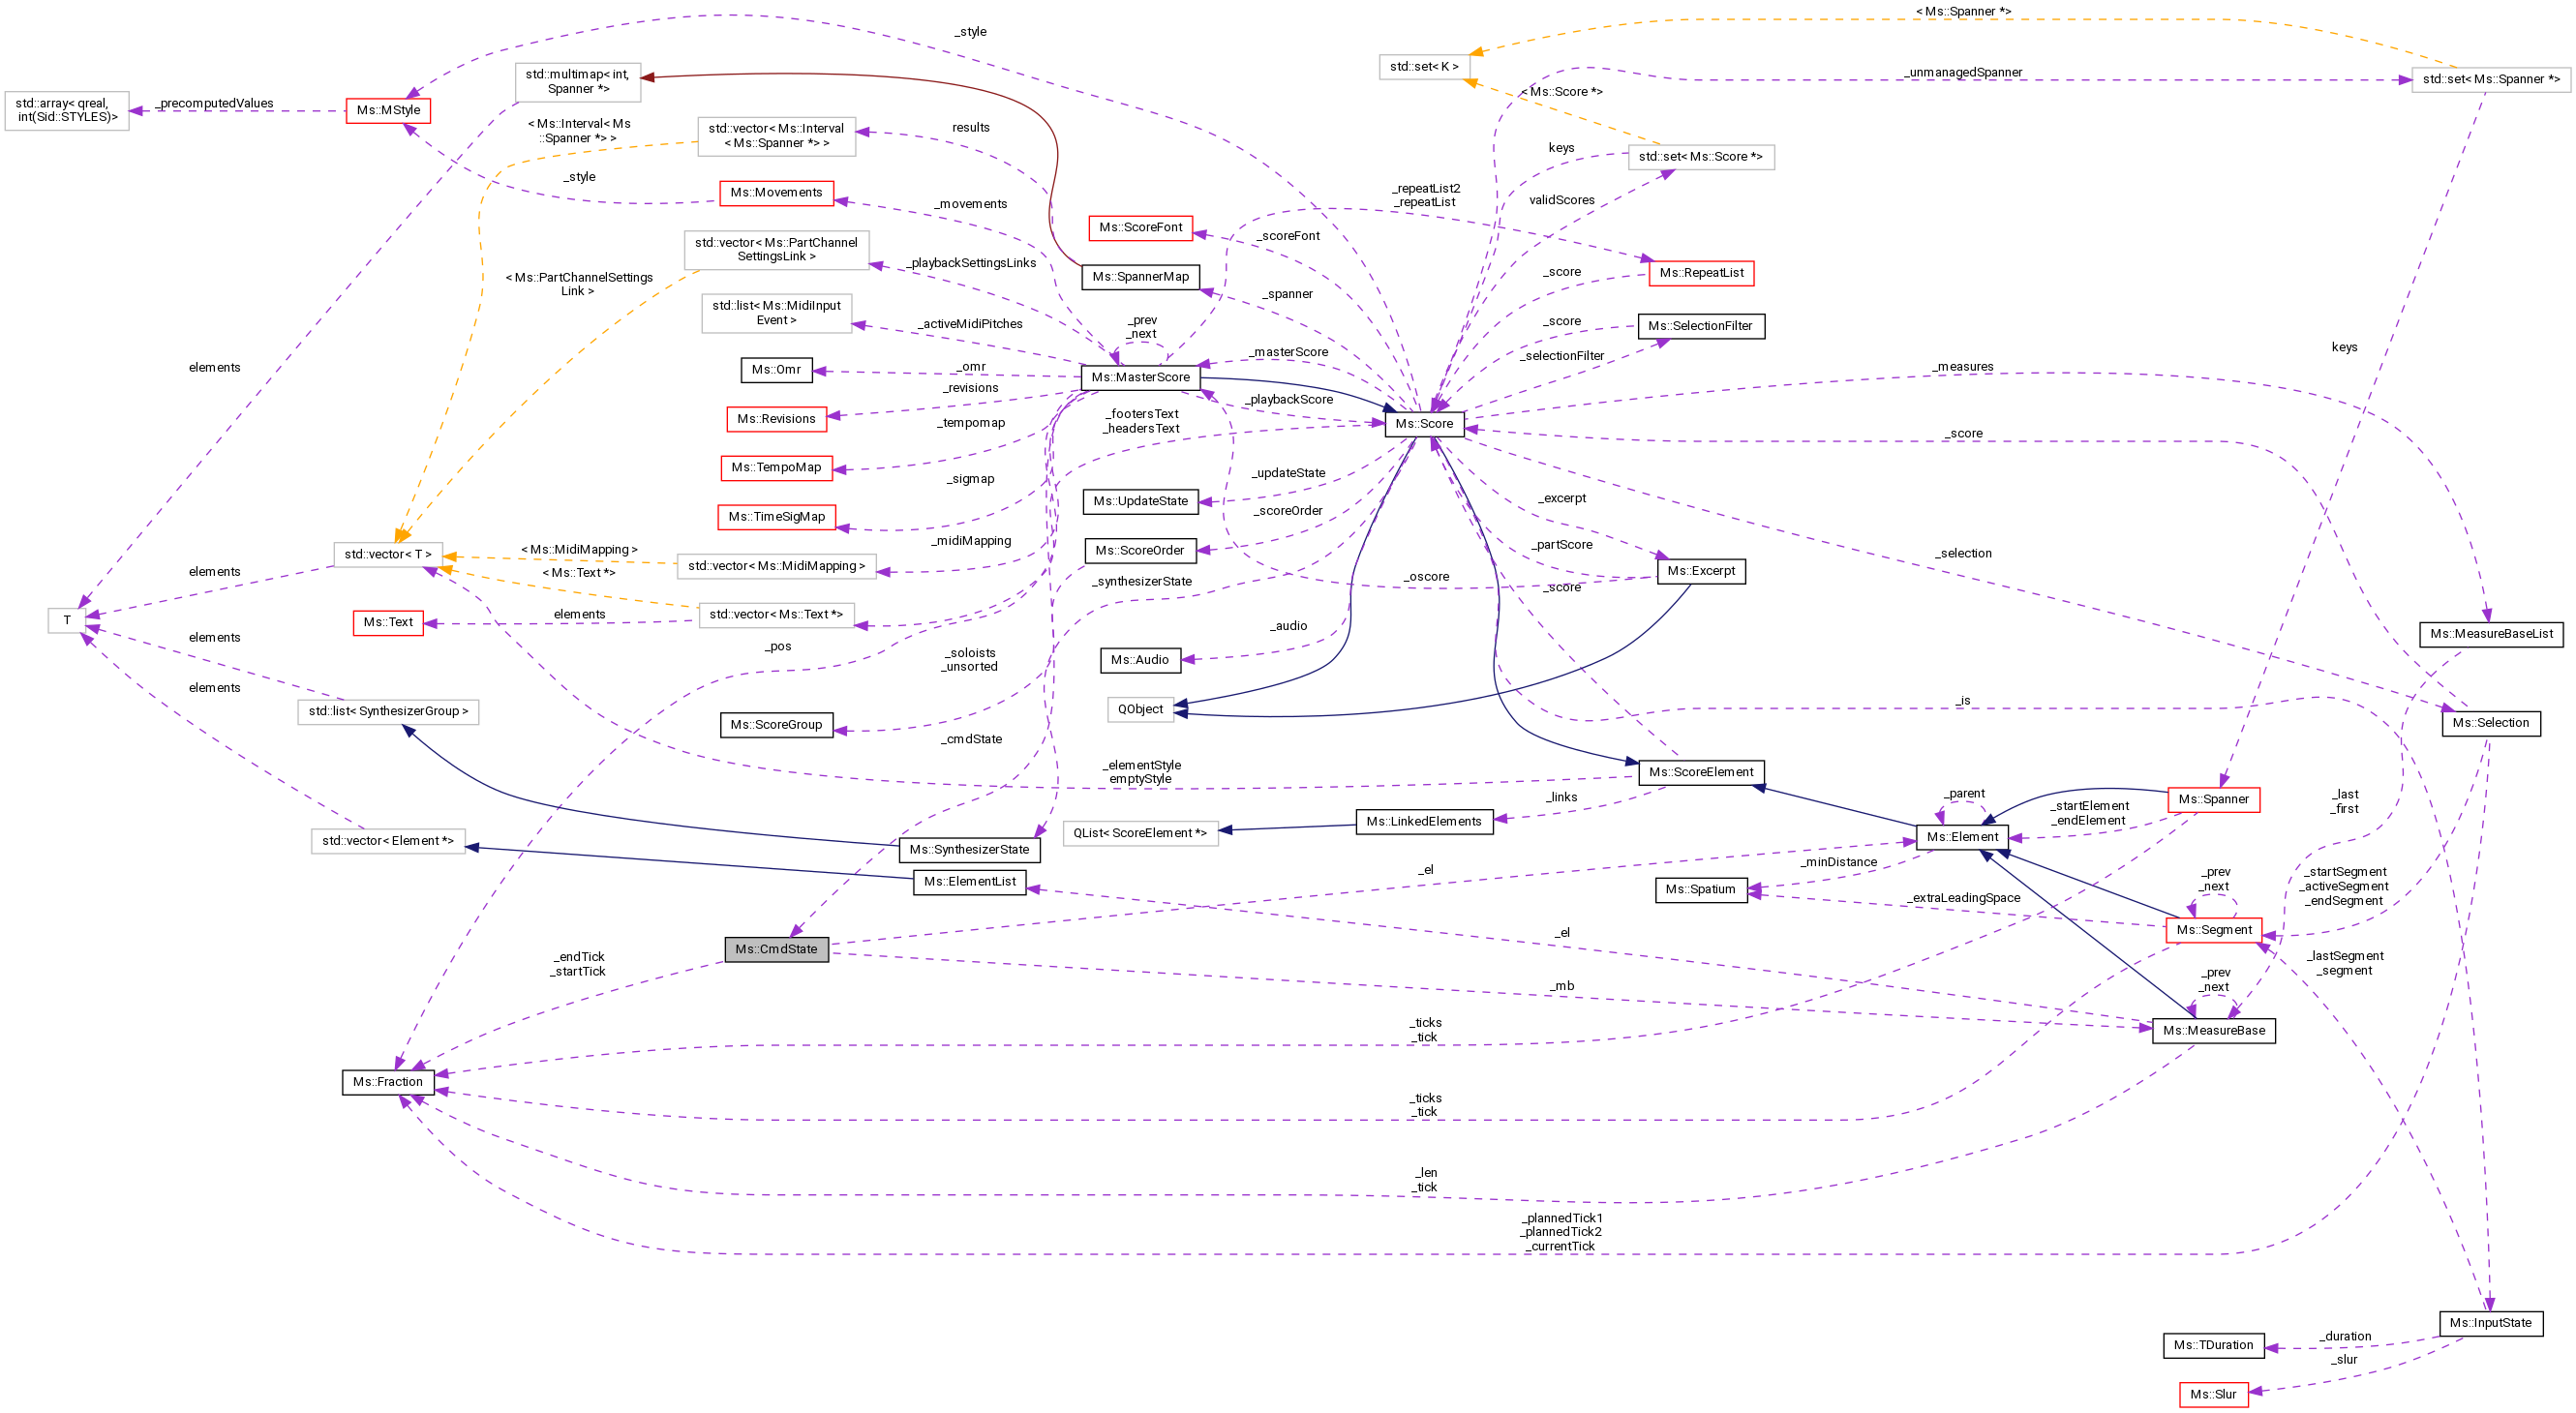 < Ms::Spanner *>
_style
std::set< K >
_unmanagedSpanner
std::set< Ms::Spanner *>
std::multimap< int,
Spanner *>
std::array< qreal,
int(Sid::STYLES)>
_precomputedValues
Ms::MStyle
< Ms::Score *>
< Ms::Interval< Ms
::Spanner *> >
std::vector< Ms::Interval
< Ms::Spanner *> >
results
keys
std::set< Ms::Score *>
_style
Ms::Movements
_movements
_repeatList2
_repeatList
validScores
Ms::ScoreFont
_scoreFont
std::vector< Ms::PartChannel
SettingsLink >
_playbackSettingsLinks
Ms::SpannerMap
_score
Ms::RepeatList
< Ms::PartChannelSettings
Link >
std::list< Ms::MidiInput
Event >
_activeMidiPitches
_spanner
_prev
_next
_score
Ms::SelectionFilter
elements
Ms::Omr
_omr
Ms::MasterScore
_masterScore
_selectionFilter
keys
_measures
_revisions
Ms::Revisions
_playbackScore
_footersText
_headersText
Ms::Score
_tempomap
_score
Ms::TempoMap
_sigmap
_updateState
Ms::UpdateState
_excerpt
Ms::TimeSigMap
_scoreOrder
std::vector< T >
< Ms::MidiMapping >
_midiMapping
Ms::ScoreOrder
_partScore
_selection
std::vector< Ms::MidiMapping >
elements
< Ms::Text *>
_synthesizerState
_oscore
_score
Ms::Excerpt
T
Ms::Text
elements
std::vector< Ms::Text *>
elements
_pos
_soloists
_unsorted
_audio
Ms::Audio
Ms::MeasureBaseList
elements
std::list< SynthesizerGroup >
Ms::ScoreGroup
QObject
_is
Ms::Selection
_cmdState
_elementStyle
emptyStyle
Ms::ScoreElement
_links
_parent
Ms::Spanner
_startElement
_endElement
_last
_first
std::vector< Element *>
Ms::SynthesizerState
QList< ScoreElement *>
Ms::LinkedElements
Ms::Element
Ms::ElementList
_el
_minDistance
Ms::Spatium
_extraLeadingSpace
_prev
_next
_startSegment
_activeSegment
_endSegment
Ms::Segment
Ms::CmdState
_el
_endTick
_startTick
_mb
_lastSegment
_segment
_prev
_next
Ms::MeasureBase
_ticks
_tick
Ms::Fraction
_ticks
_tick
_len
_tick
_plannedTick1
_plannedTick2
_currentTick
Ms::InputState
Ms::TDuration
_duration
_slur
Ms::Slur